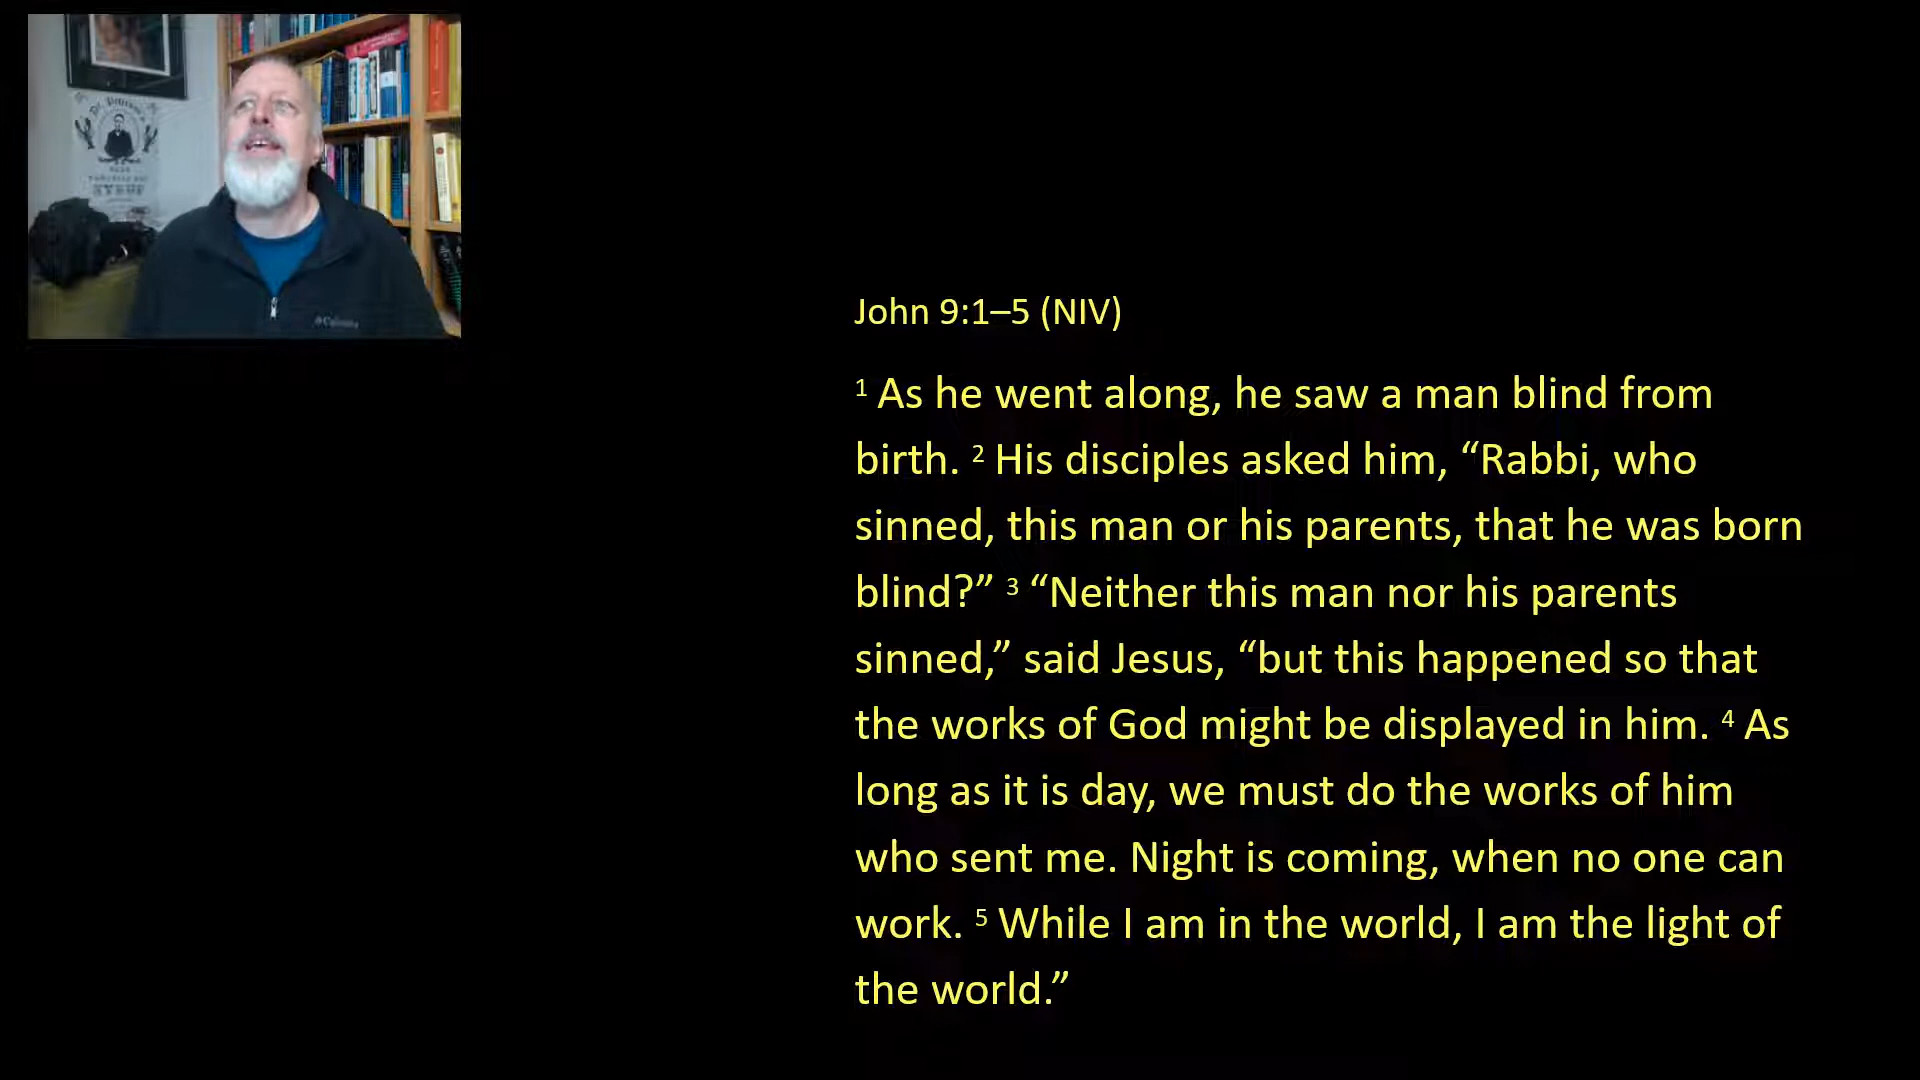 John 9:1–5 (NIV)
1 As he went along, he saw a man blind from
birth. 2 His disciples asked him, “Rabbi, who
sinned, this man or his parents, that he was born
blind?” 3 “Neither this man nor his parents
sinned,” said Jesus, “but this happened so that
the works of God might be displayed in him. 4 As
long as it is day, we must do the works of him
who sent me. Night is coming, when no one can
work. 5 While I am in the world, I am the light of
the world.”